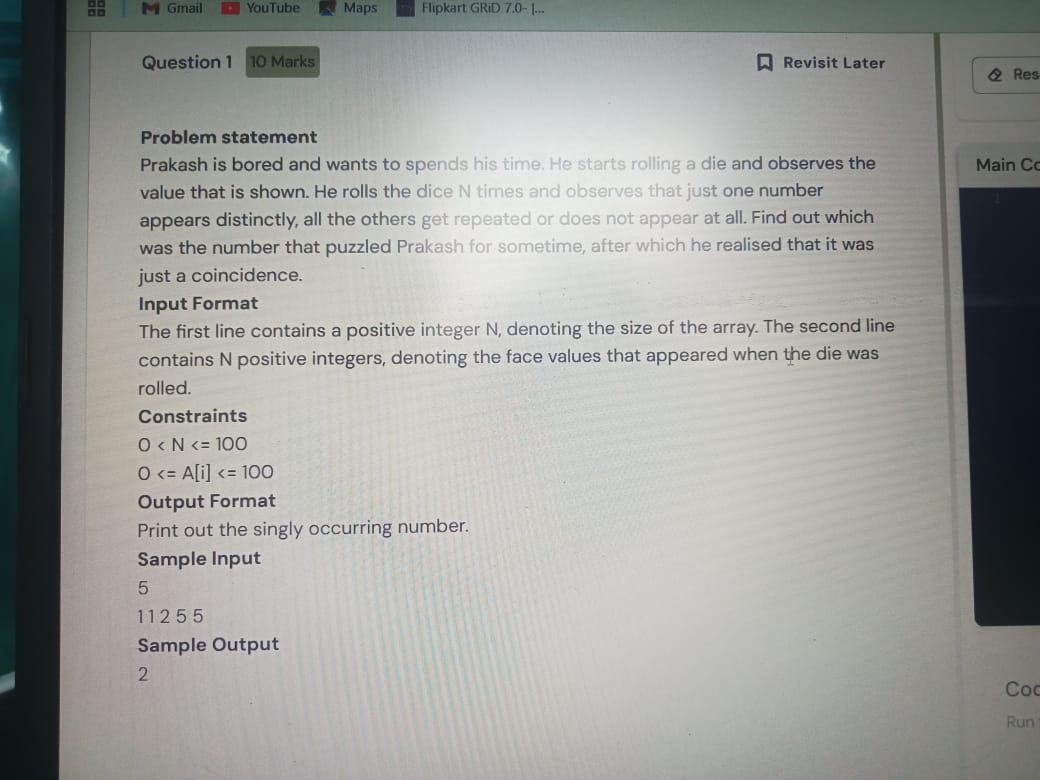 Gmail
YouTube
Maps
Flipkart GRiD 7.0- |...
Question 1
10 Marks
Revisit Later
Res
Problem statement
Prakash is bored and wants to spends his time. He starts rolling a die and observes the
value that is shown. He rolls the dice N times and observes that just one number
appears distinctly, all the others get repeated or does not appear at all. Find out which
was the number that puzzled Prakash for sometime, after which he realised that it was
just a coincidence.
Input Format
The first line contains a positive integer N, denoting the size of the array. The second line
contains N positive integers, denoting the face values that appeared when the die was
rolled.
Constraints
0 < N <= 100
0 <= A[i] <= 100
Output Format
Print out the singly occurring number.
Sample Input
5
1 1 2 5 5
Sample Output
2
Main Co
1
Coo
Run